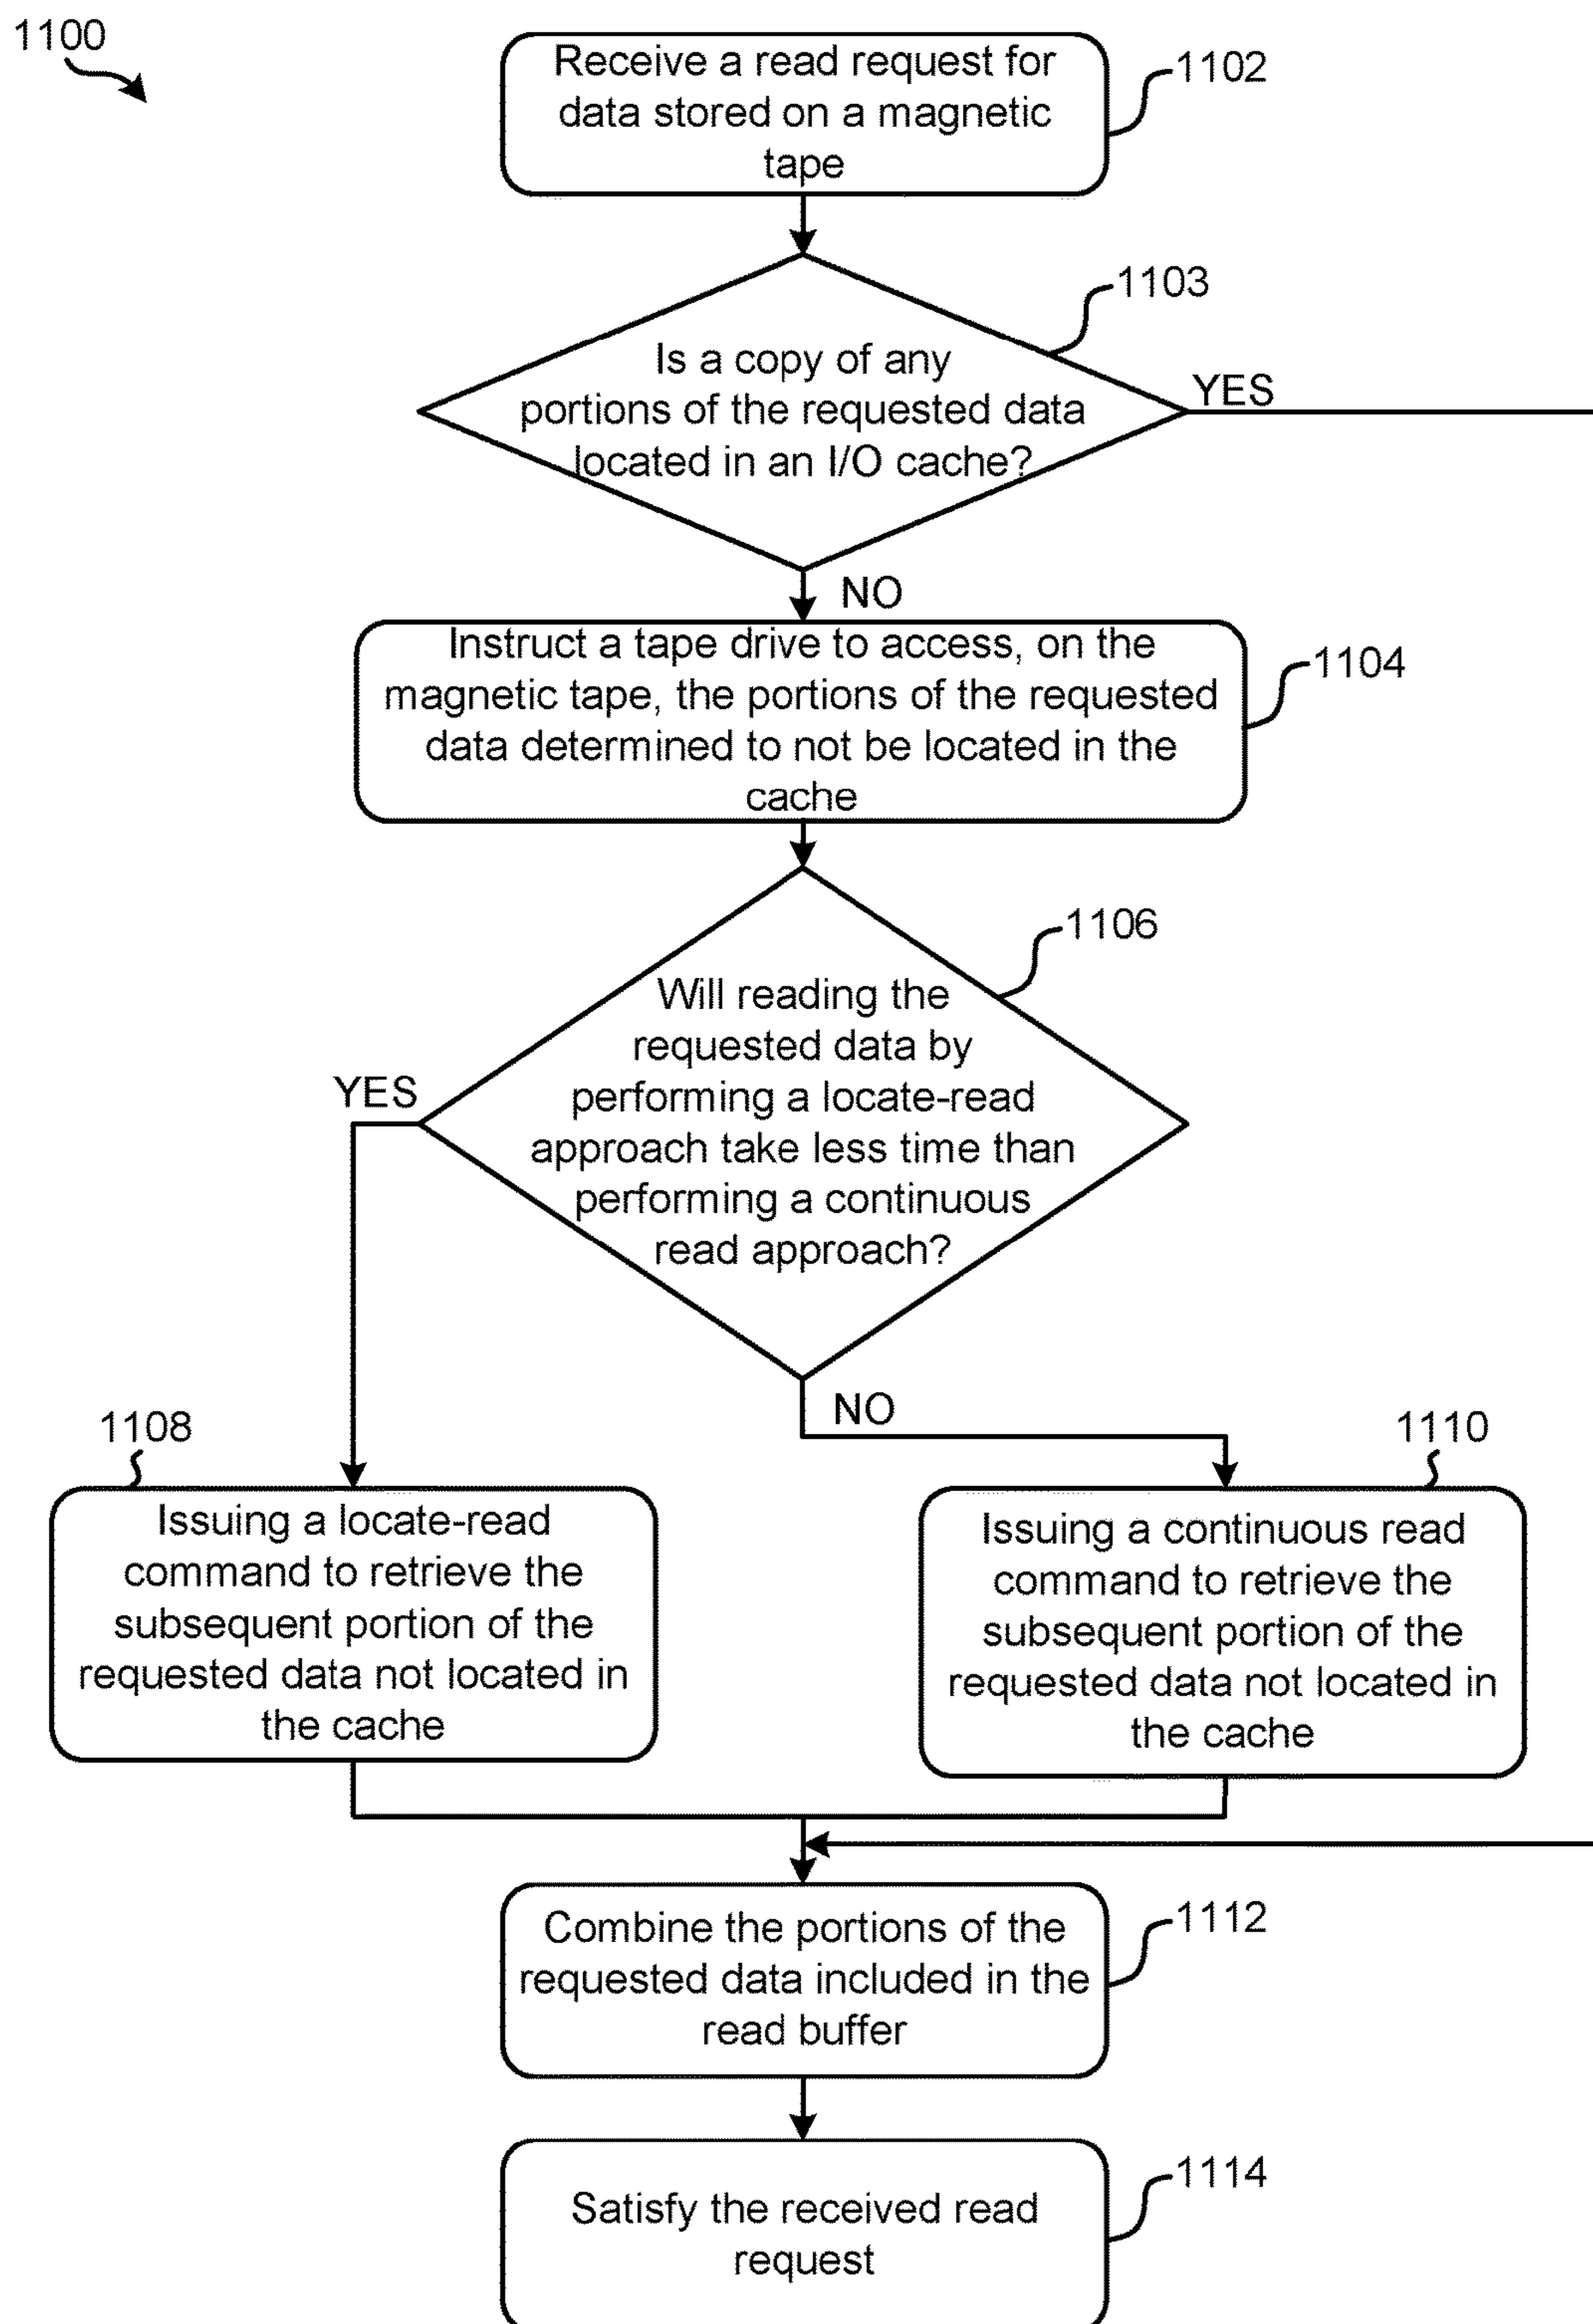 1100
Receive a read request for
data stored on a magnetic
tape
1102
1103
Is a copy of any
portions of the requested data
located in an I/O cache?
YES
NO
Instruct a tape drive to access, on the
magnetic tape, the portions of the requested
data determined to not be located in the
cache
1104
1106
Will reading the
requested data by
performing a locate-read
approach take less time than
performing a continuous
read approach?
YES
NO
1108
Issuing a locate-read
command to retrieve the
subsequent portion of the
requested data not located in
the cache
1110
Issuing a continuous read
command to retrieve the
subsequent portion of the
requested data not located in
the cache
Combine the portions of the
requested data included in the
read buffer
1112
Satisfy the received read
request
1114